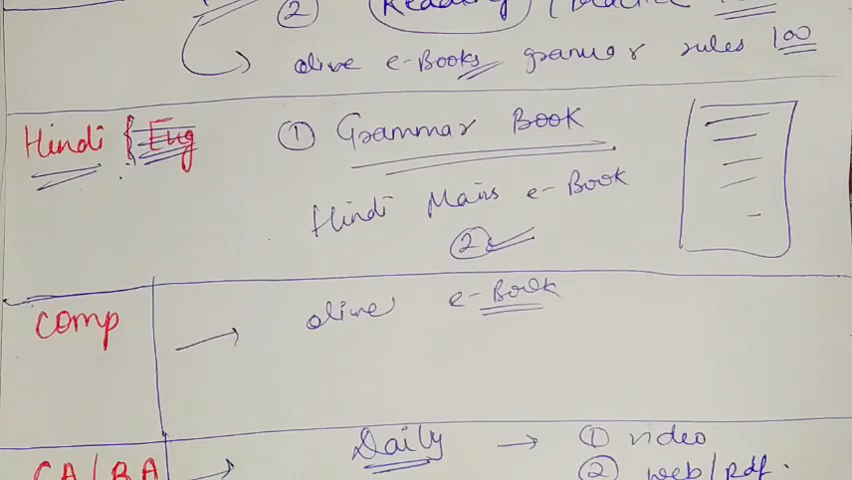 ② Reading / Practice
olive e-Books grammar rules 100
Hindi { Eng ① Grammar Book
Hindi Mains e-Book
②
Comp → olive e-Book
CA/BA → Daily → ① video
② web/pdf.